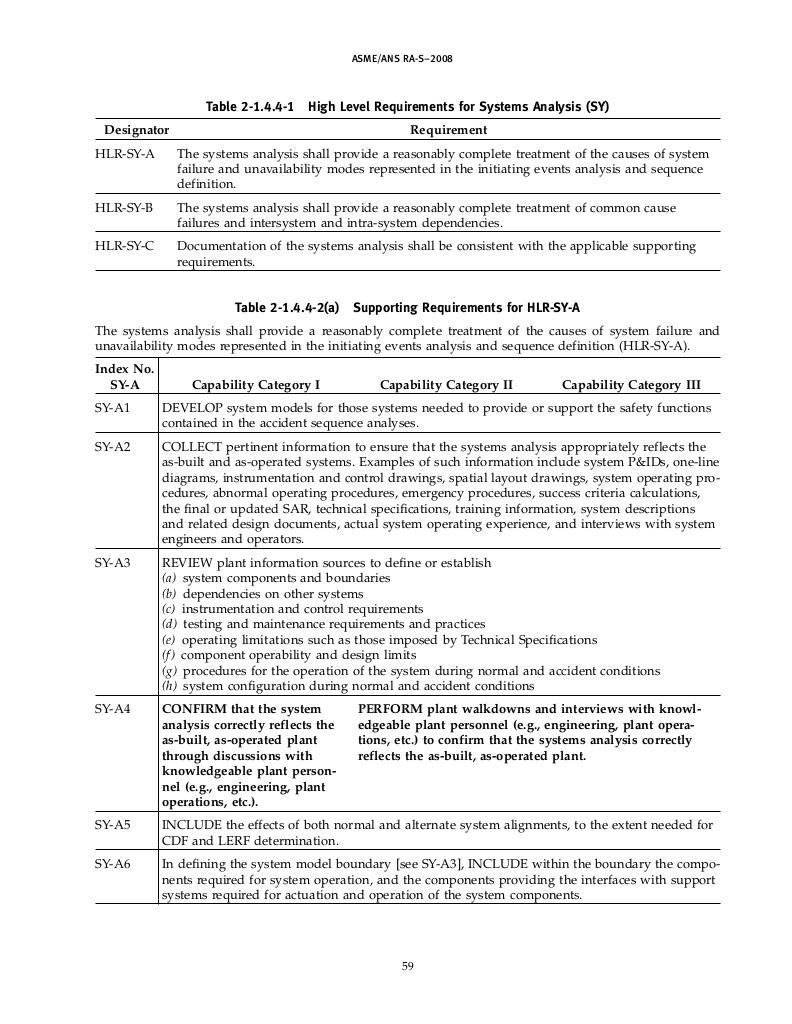 ASME/ANS RA-S–2008
Table 2-1.4.4-1 High Level Requirements for Systems Analysis (SY)
Designator Requirement
HLR-SY-A The systems analysis shall provide a reasonably complete treatment of the causes of system
failure and unavailability modes represented in the initiating events analysis and sequence
definition.
HLR-SY-B The systems analysis shall provide a reasonably complete treatment of common cause
failures and intersystem and intra-system dependencies.
HLR-SY-C Documentation of the systems analysis shall be consistent with the applicable supporting
requirements.
Table 2-1.4.4-2(a) Supporting Requirements for HLR-SY-A
The systems analysis shall provide a reasonably complete treatment of the causes of system failure and
unavailability modes represented in the initiating events analysis and sequence definition (HLR-SY-A).
Index No.
SY-A Capability Category I Capability Category II Capability Category III
SY-A1 DEVELOP system models for those systems needed to provide or support the safety functions
contained in the accident sequence analyses.
SY-A2 COLLECT pertinent information to ensure that the systems analysis appropriately reflects the
as-built and as-operated systems. Examples of such information include system P&IDs, one-line
diagrams, instrumentation and control drawings, spatial layout drawings, system operating pro-
cedures, abnormal operating procedures, emergency procedures, success criteria calculations,
the final or updated SAR, technical specifications, training information, system descriptions
and related design documents, actual system operating experience, and interviews with system
engineers and operators.
SY-A3 REVIEW plant information sources to define or establish
(a) system components and boundaries
(b) dependencies on other systems
(c) instrumentation and control requirements
(d) testing and maintenance requirements and practices
(e) operating limitations such as those imposed by Technical Specifications
(f) component operability and design limits
(g) procedures for the operation of the system during normal and accident conditions
(h) system configuration during normal and accident conditions
SY-A4 CONFIRM that the system
analysis correctly reflects the
as-built, as-operated plant
through discussions with
knowledgeable plant person-
nel (e.g., engineering, plant
operations, etc.).
PERFORM plant walkdowns and interviews with knowl-
edgeable plant personnel (e.g., engineering, plant opera-
tions, etc.) to confirm that the systems analysis correctly
reflects the as-built, as-operated plant.
SY-A5 INCLUDE the effects of both normal and alternate system alignments, to the extent needed for
CDF and LERF determination.
SY-A6 In defining the system model boundary [see SY-A3], INCLUDE within the boundary the compo-
nents required for system operation, and the components providing the interfaces with support
systems required for actuation and operation of the system components.
59